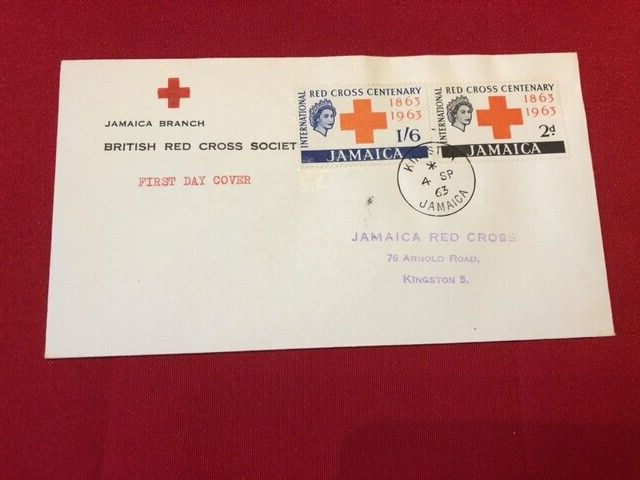 JAMAICA BRANCH
BRITISH RED CROSS SOCIET
FIRST DAY COVER
INTERNATIONAL
RED CROSS CENTENARY
1863
1963
1/6
JAMAICA
INTERNATIONAL
RED CROSS CENTENARY
1863
1963
2d
JAMAICA
4 SP
63
JAMAICA
JAMAICA RED CROSS
76 ARNOLD ROAD,
KINGSTON 5.